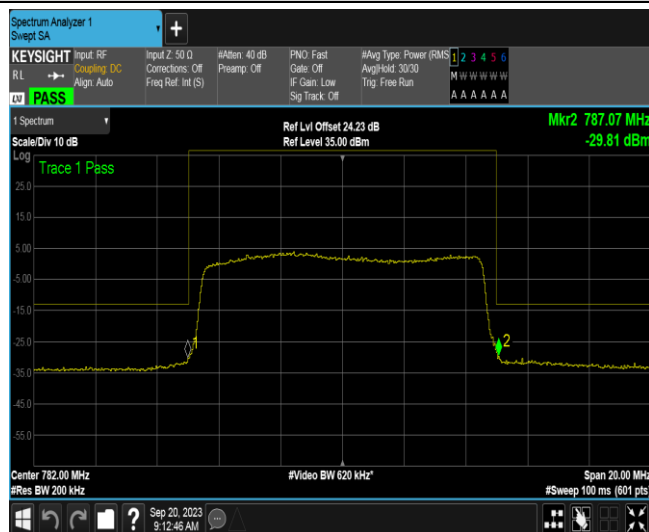 Spectrum Analyzer 1
Swept SA
+
KEYSIGHT
RL
LXI PASS
Input: RF
Coupling: DC
Align: Auto
Input Z: 50 Ω
Corrections: Off
Freq Ref: Int (S)
#Atten: 40 dB
Preamp: Off
PNO: Fast
Gate: Off
IF Gain: Low
Sig Track: Off
#Avg Type: Power (RMS
Avg|Hold: 30/30
Trig: Free Run
1 2 3 4 5 6
M W W W W W
A A A A A A
1 Spectrum
Scale/Div 10 dB
Ref Lvl Offset 24.23 dB
Ref Level 35.00 dBm
Mkr2 787.07 MHz
-29.81 dBm
Log
Trace 1 Pass
25.0
15.0
5.00
-5.00
-15.0
-25.0
-35.0
-45.0
-55.0
1
2
Center 782.00 MHz
#Res BW 200 kHz
#Video BW 620 kHz*
Span 20.00 MHz
#Sweep 100 ms (601 pts)
?
Sep 20, 2023
9:12:46 AM